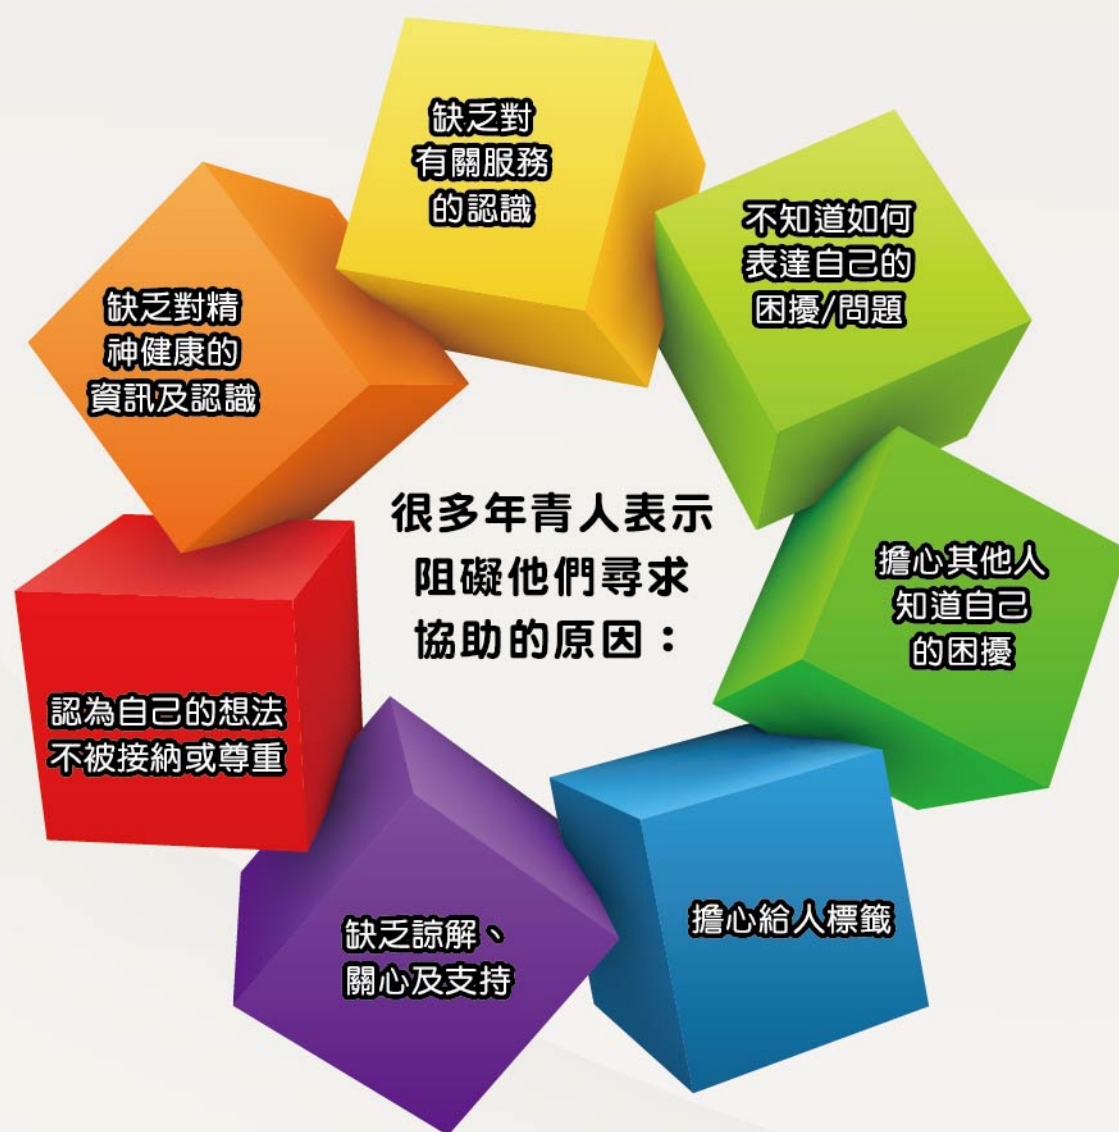 缺乏對
有關服務
的認識
不知道如何
表達自己的
困擾/問題
擔心其他人
知道自己
的困擾
擔心給人標籤
缺乏諒解、
關心及支持
認為自己的想法
不被接納或尊重
缺乏對精
神健康的
資訊及認識
很多年青人表示
阻礙他們尋求
協助的原因：